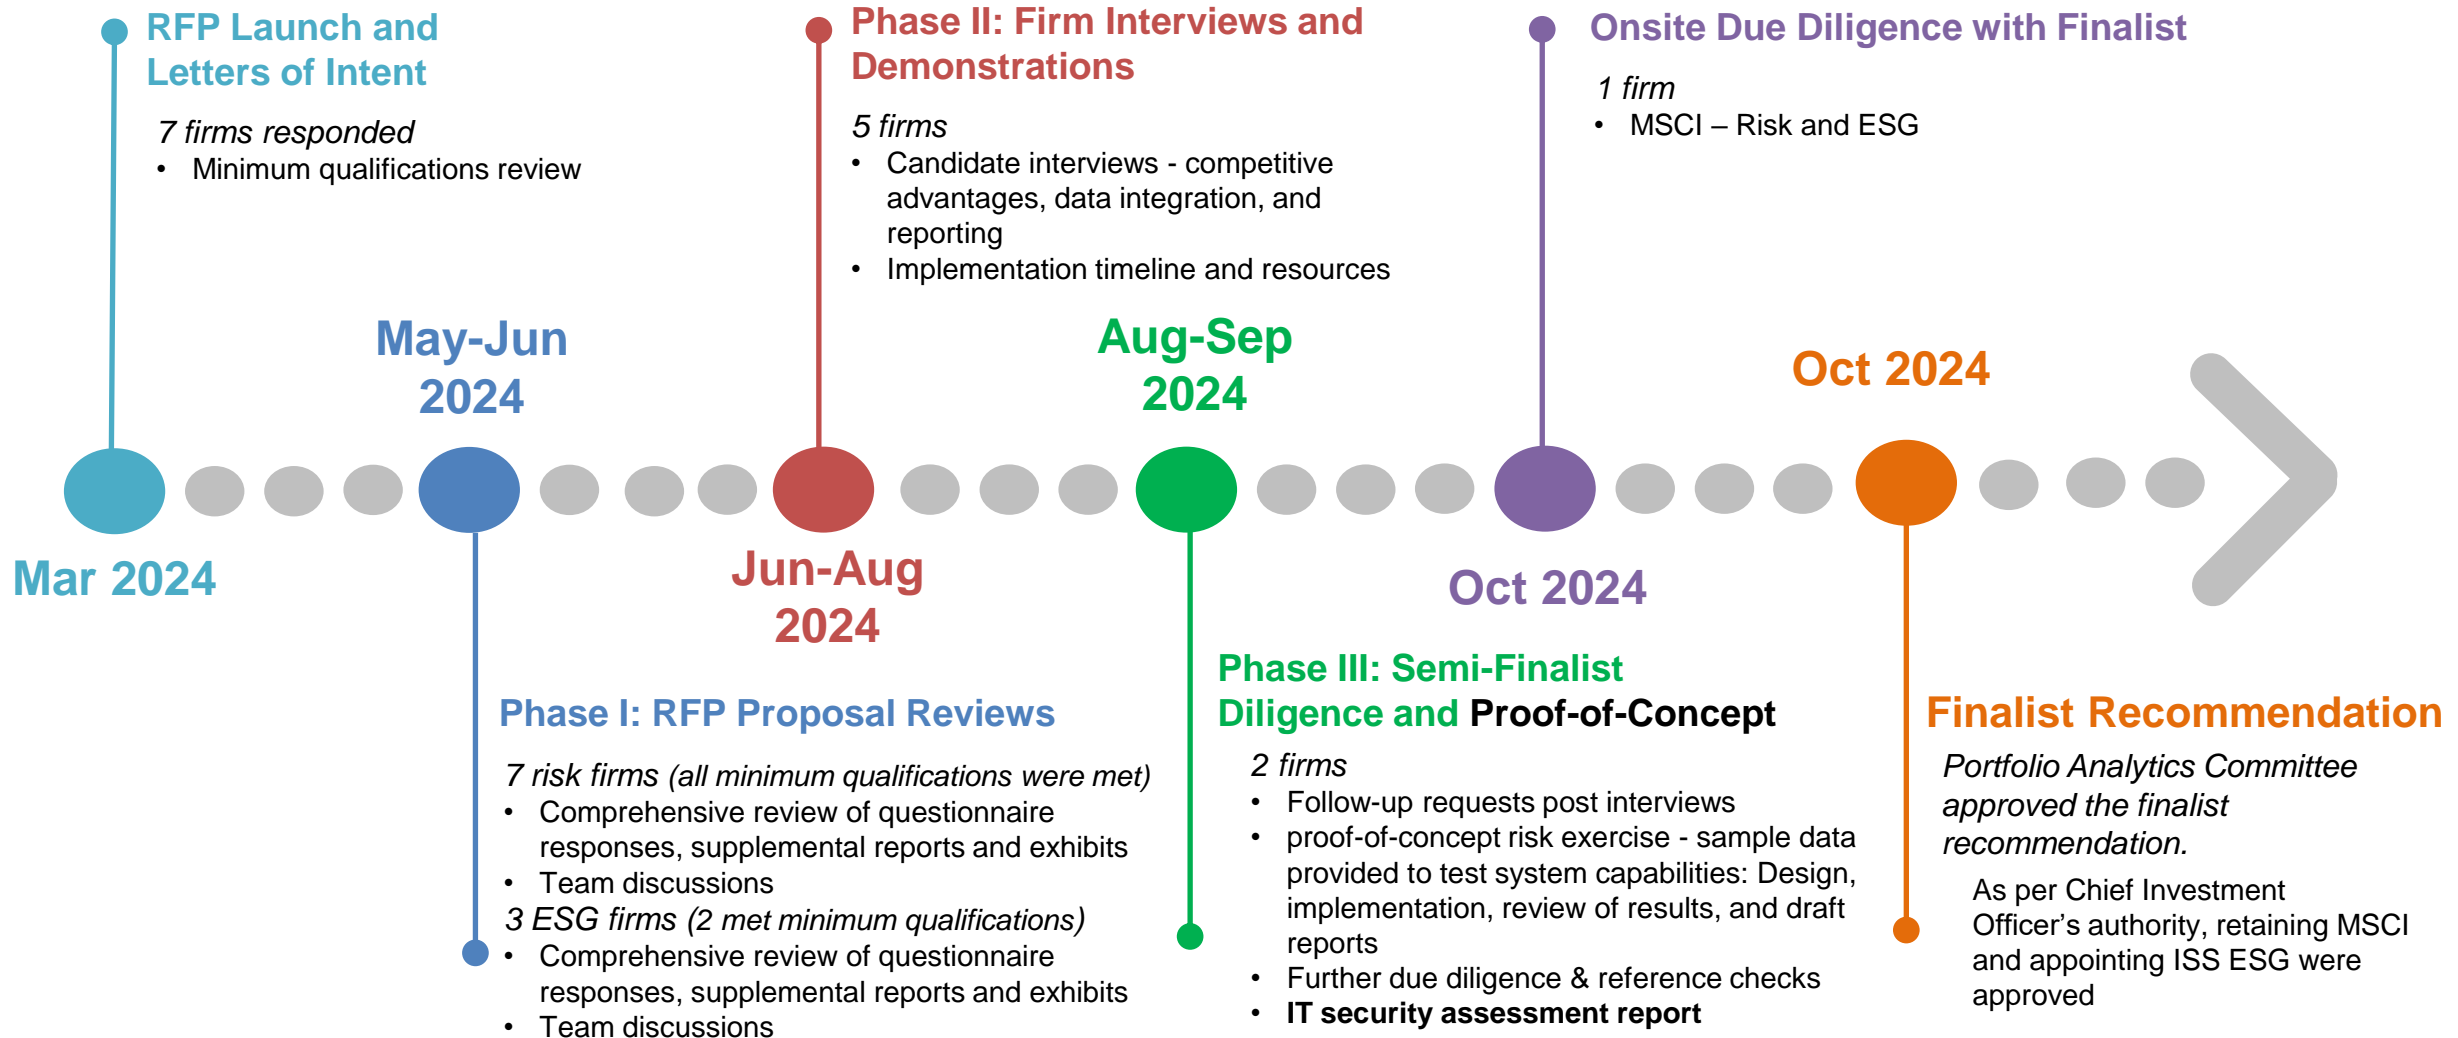 RFP Launch and
Letters of Intent
7 firms responded
• Minimum qualifications review
Mar 2024
May-Jun
2024
Phase I: RFP Proposal Reviews
7 risk firms (all minimum qualifications were met)
• Comprehensive review of questionnaire
responses, supplemental reports and exhibits
• Team discussions
3 ESG firms (2 met minimum qualifications)
• Comprehensive review of questionnaire
responses, supplemental reports and exhibits
• Team discussions
Phase II: Firm Interviews and
Demonstrations
5 firms
• Candidate interviews - competitive
advantages, data integration, and
reporting
• Implementation timeline and resources
Jun-Aug
2024
Aug-Sep
2024
Phase III: Semi-Finalist
Diligence and Proof-of-Concept
2 firms
• Follow-up requests post interviews
• proof-of-concept risk exercise - sample data
provided to test system capabilities: Design,
implementation, review of results, and draft
reports
• Further due diligence & reference checks
• IT security assessment report
Onsite Due Diligence with Finalist
1 firm
• MSCI – Risk and ESG
Oct 2024
Oct 2024
Finalist Recommendation
Portfolio Analytics Committee
approved the finalist
recommendation.
As per Chief Investment
Officer’s authority, retaining MSCI
and appointing ISS ESG were
approved